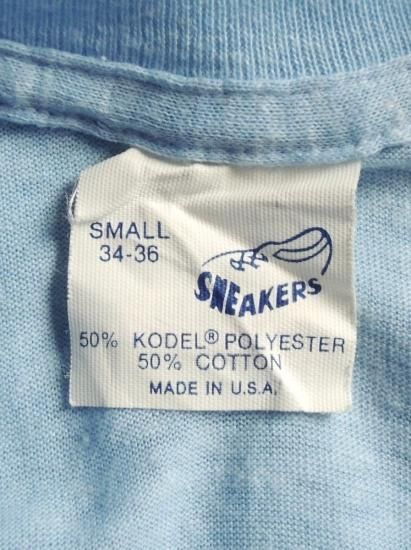 SMALL
34-36
SNEAKERS
50% KODEL® POLYESTER
50% COTTON
MADE IN U.S.A.